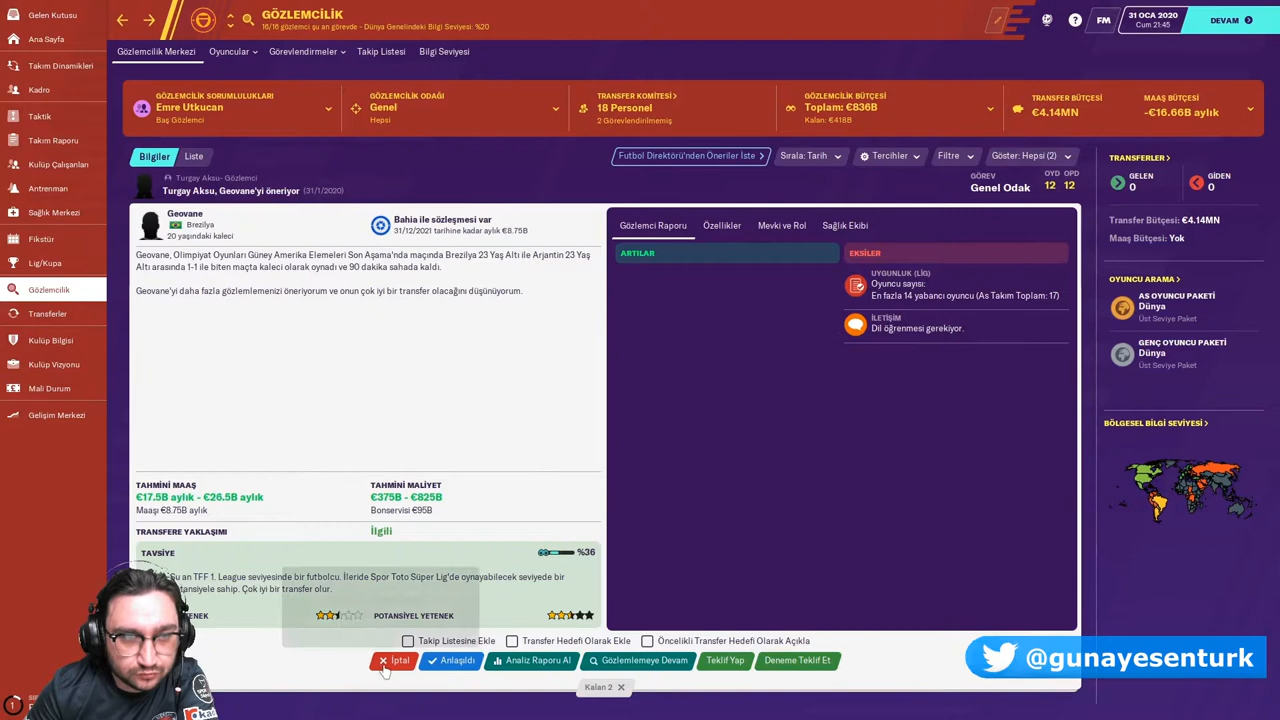 Gelen Kutusu
Ana Sayfa
Takım Dinamikleri
Kadro
Taktik
Takım Raporu
Kulüp Çalışanları
Antrenman
Sağlık Merkezi
Fikstür
Lig/Kupa
Gözlemcilik
Transferler
Kulüp Bilgisi
Kulüp Vizyonu
Mali Durum
Gelişim Merkezi
GÖZLEMCİLİK
16/16 gözlemci şu an görevde - Dünya Genelindeki Bilgi Seviyesi: %20
FM
31 OCA 2020
Cum 21:45
DEVAM
Gözlemcilik Merkezi
Oyuncular
Görevlendirmeler
Takip Listesi
Bilgi Seviyesi
GÖZLEMCİLİK SORUMLULUKLARI
Emre Utkucan
Baş Gözlemci
GÖZLEMCİLİK ODAĞI
Genel
Hepsi
TRANSFER KOMİTESİ >
18 Personel
2 Görevlendirilmemiş
GÖZLEMCİLİK BÜTÇESİ
Toplam: €836B
Kalan: €418B
TRANSFER BÜTÇESİ
€4.14MN
MAAŞ BÜTÇESİ
-€16.66B aylık
Bilgiler
Liste
Futbol Direktörü'nden Öneriler İste >
Sırala: Tarih
Tercihler
Filtre
Göster: Hepsi (2)
Turgay Aksu- Gözlemci
Turgay Aksu, Geovane'yi öneriyor (31/1/2020)
GÖREV
Genel Odak
OYD
12
OPD
12
Geovane
Brezilya
20 yaşındaki kaleci
Bahia ile sözleşmesi var
31/12/2021 tarihine kadar aylık €8.75B
Geovane, Olimpiyat Oyunları Güney Amerika Elemeleri Son Aşama'nda maçında Brezilya 23 Yaş Altı ile Arjantin 23 Yaş
Altı arasında 1-1 ile biten maçta kaleci olarak oynadı ve 90 dakika sahada kaldı.
Geovane'yi daha fazla gözlemlemenizi öneriyorum ve onun çok iyi bir transfer olacağını düşünüyorum.
TAHMİNİ MAAŞ
€17.5B aylık - €26.5B aylık
Maaşı €8.75B aylık
TAHMİNİ MALİYET
€375B - €825B
Bonservisi €95B
TRANSFERE YAKLAŞIMI
İlgili
TAVSİYE
%36
Şu an TFF 1. League seviyesinde bir futbolcu. İleride Spor Toto Süper Lig'de oynayabilecek seviyede bir
sahip. Çok iyi bir transfer olur.
POTANSİYEL YETENEK
Gözlemci Raporu
Özellikler
Mevki ve Rol
Sağlık Ekibi
ARTILAR
EKSİLER
UYGUNLUK (LİG)
Oyuncu sayısı:
En fazla 14 yabancı oyuncu (As Takım Toplam: 17)
İLETİŞİM
Dil öğrenmesi gerekiyor.
Takip Listesine Ekle
Transfer Hedefi Olarak Ekle
Öncelikli Transfer Hedefi Olarak Açıkla
İptal
Anlaşıldı
Analiz Raporu Al
Gözlemlemeye Devam
Teklif Yap
Deneme Teklif Et
Kalan 2
TRANSFERLER >
GELEN
0
GİDEN
0
Transfer Bütçesi: €4.14MN
Maaş Bütçesi: Yok
OYUNCU ARAMA >
AS OYUNCU PAKETİ
Dünya
Üst Seviye Paket
GENÇ OYUNCU PAKETİ
Dünya
Üst Seviye Paket
BÖLGESEL BİLGİ SEVİYESİ >
@gunayesenturk